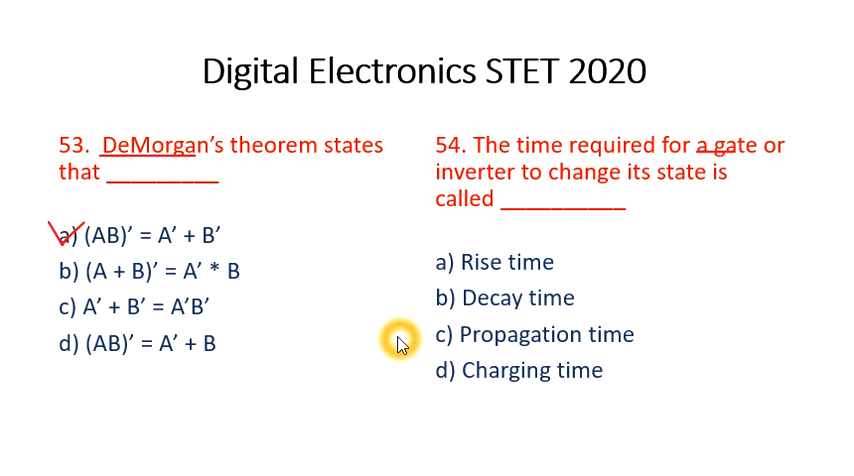 Digital Electronics STET 2020
53. DeMorgan’s theorem states
that _________
a) (AB)’ = A’ + B’
b) (A + B)’ = A’ * B
c) A’ + B’ = A’B’
d) (AB)’ = A’ + B
54. The time required for a gate or
inverter to change its state is
called __________
a) Rise time
b) Decay time
c) Propagation time
d) Charging time